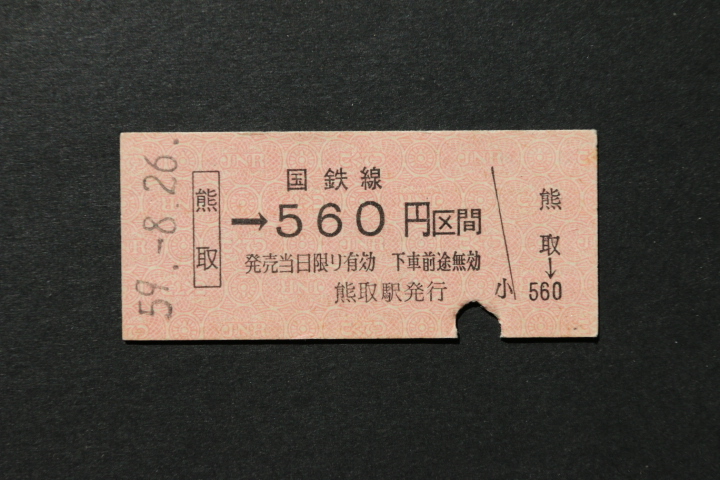 59.-8.26.
熊取
国鉄線
→560円区間
発売当日限り有効 下車前途無効
熊取駅発行
小
熊取↓
560